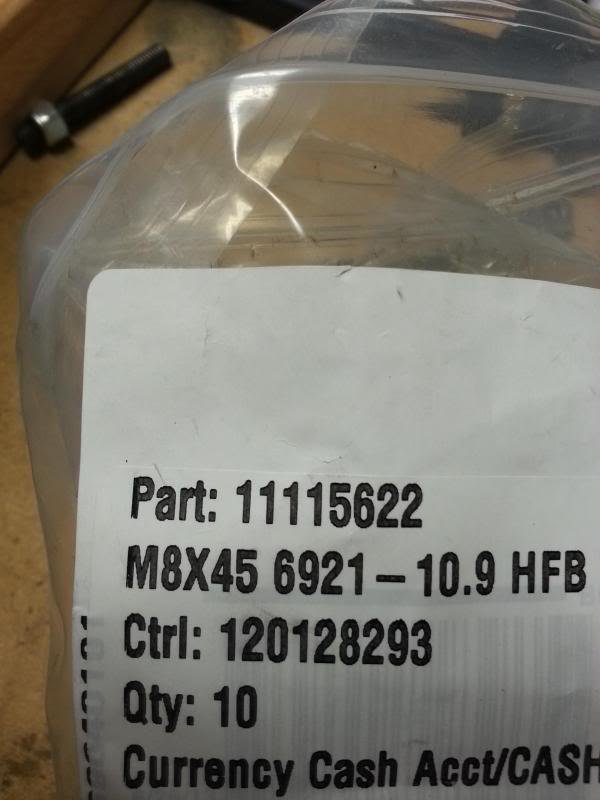 Part: 11115622
M8X45 6921-10.9 HFB
Ctrl: 120128293
Qty: 10
Currency Cash Acct/CASH